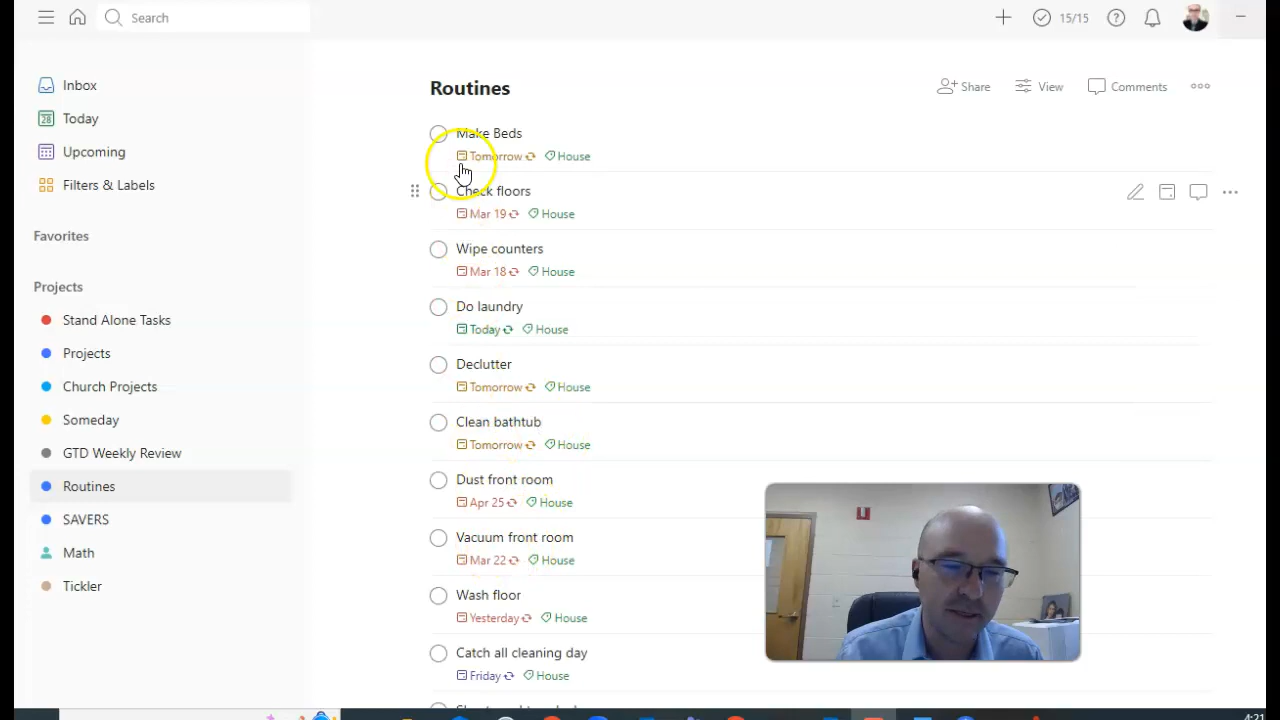 Search
15/15
Inbox
28 Today
Upcoming
Filters & Labels
Favorites
Projects
Stand Alone Tasks
Projects
Church Projects
Someday
GTD Weekly Review
Routines
SAVERS
Math
Tickler
Routines
Share
View
Comments
Make Beds
Tomorrow House
Check floors
Mar 19 House
Wipe counters
Mar 18 House
Do laundry
Today House
Declutter
Tomorrow House
Clean bathtub
Tomorrow House
Dust front room
Apr 25 House
Vacuum front room
Mar 22 House
Wash floor
Yesterday House
Catch all cleaning day
Friday House
4:21